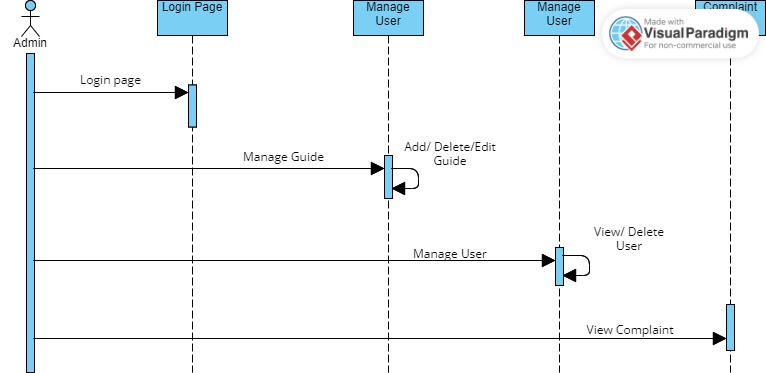 Login Page
Manage
User
Manage
User
Complaint
Made with
Visual Paradigm
For non-commercial use
Admin
Login page
Manage Guide
Add/ Delete/Edit
Guide
Manage User
View/ Delete
User
View Complaint